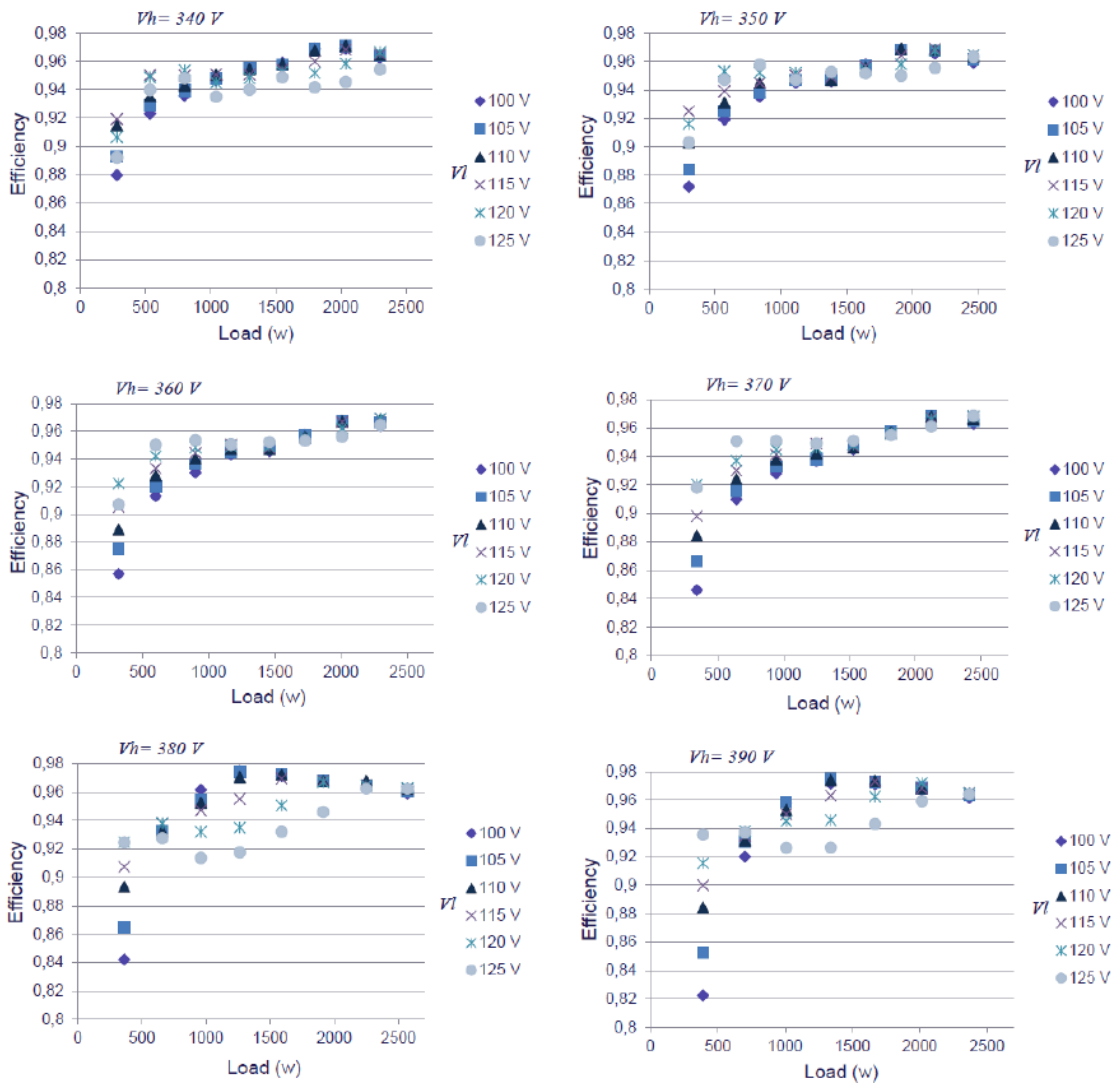 Vh= 340 V
0,98
0,96
0,94
0,92
0,9
0,88
0,86
0,84
0,82
0,8
Efficiency
0 500 1000 1500 2000 2500
Load (w)
Vl
100 V
105 V
110 V
115 V
120 V
125 V
Vh= 350 V
0,98
0,96
0,94
0,92
0,9
0,88
0,86
0,84
0,82
0,8
Efficiency
0 500 1000 1500 2000 2500
Load (w)
Vl
100 V
105 V
110 V
115 V
120 V
125 V
Vh= 360 V
0,98
0,96
0,94
0,92
0,9
0,88
0,86
0,84
0,82
0,8
Efficiency
0 500 1000 1500 2000 2500
Load (w)
Vl
100 V
105 V
110 V
115 V
120 V
125 V
Vh= 370 V
0,98
0,96
0,94
0,92
0,9
0,88
0,86
0,84
0,82
0,8
Efficiency
0 500 1000 1500 2000 2500
Load (w)
Vl
100 V
105 V
110 V
115 V
120 V
125 V
Vh= 380 V
0,98
0,96
0,94
0,92
0,9
0,88
0,86
0,84
0,82
0,8
Efficiency
0 500 1000 1500 2000 2500
Load (w)
Vl
100 V
105 V
110 V
115 V
120 V
125 V
Vh= 390 V
0,98
0,96
0,94
0,92
0,9
0,88
0,86
0,84
0,82
0,8
Efficiency
0 500 1000 1500 2000 2500
Load (w)
Vl
100 V
105 V
110 V
115 V
120 V
125 V